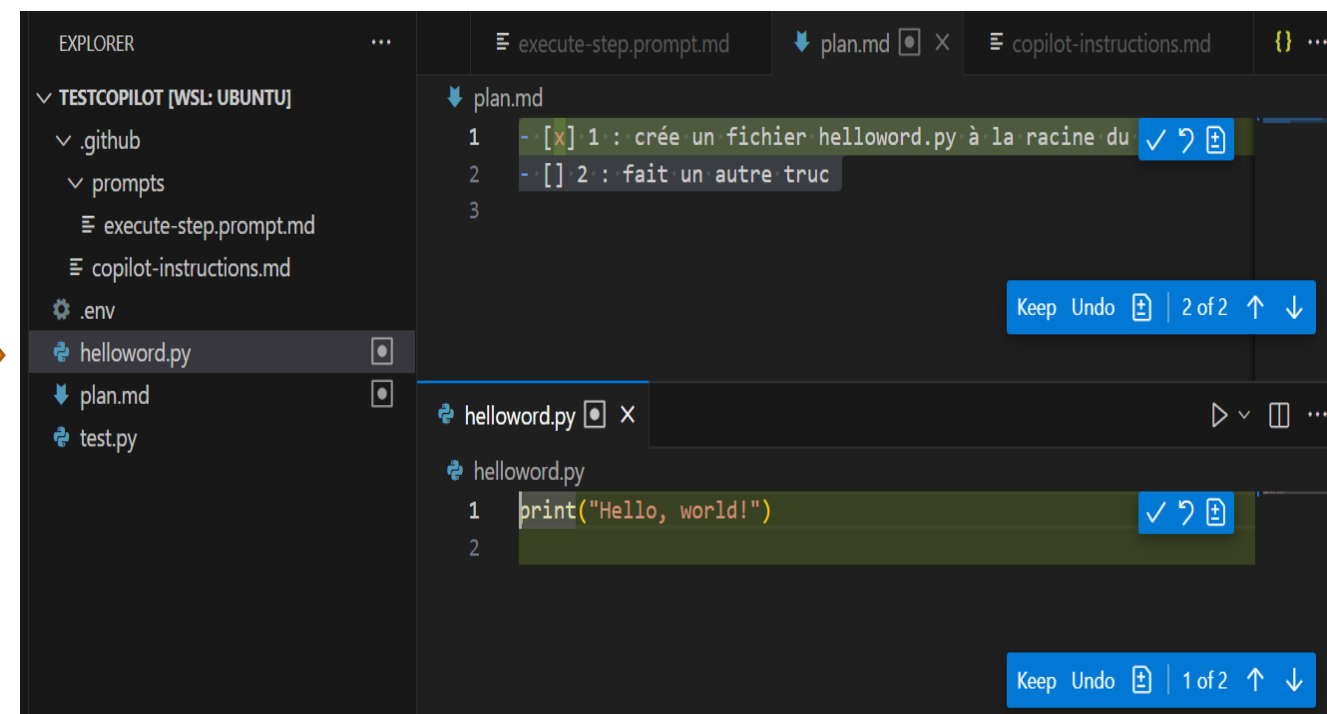 EXPLORER
TESTCOPILOT [WSL: UBUNTU]
.github
prompts
execute-step.prompt.md
copilot-instructions.md
.env
helloword.py
plan.md
test.py
execute-step.prompt.md
plan.md
copilot-instructions.md
{} ...
plan.md
1 - [x] 1 : crée un fichier helloword.py à la racine du
2 - [] 2 : fait un autre truc
3
Keep Undo 2 of 2
helloword.py
helloword.py
1 print("Hello, world!")
2
Keep Undo 1 of 2